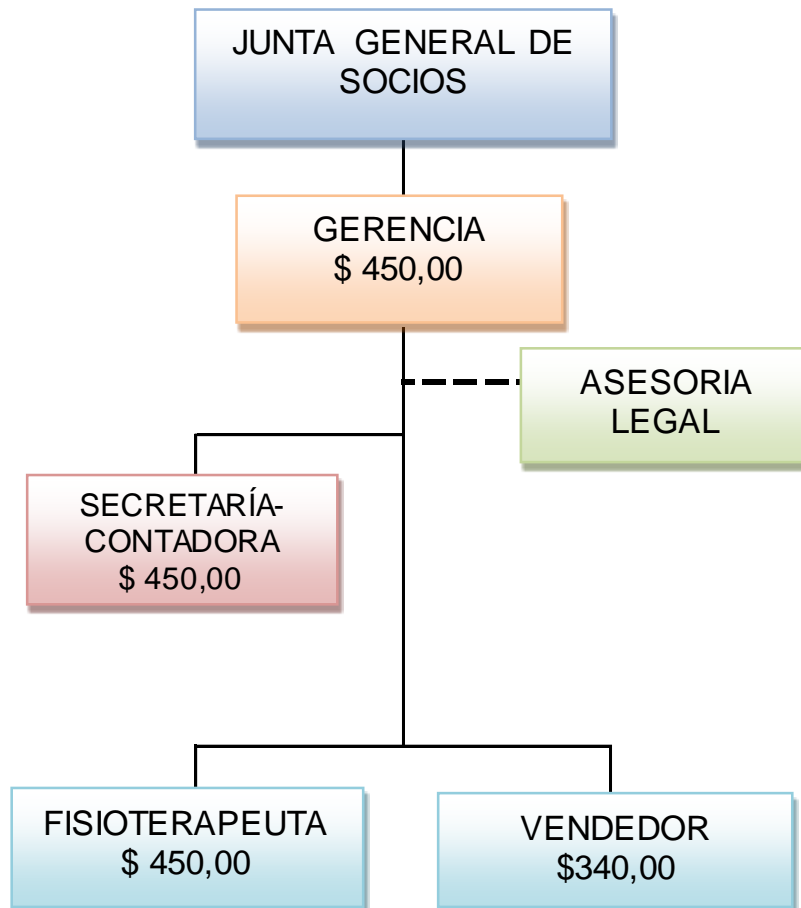 JUNTA GENERAL DE
SOCIOS
GERENCIA
$ 450,00
ASESORIA
LEGAL
SECRETARÍA-
CONTADORA
$ 450,00
FISIOTERAPEUTA
$ 450,00
VENDEDOR
$340,00